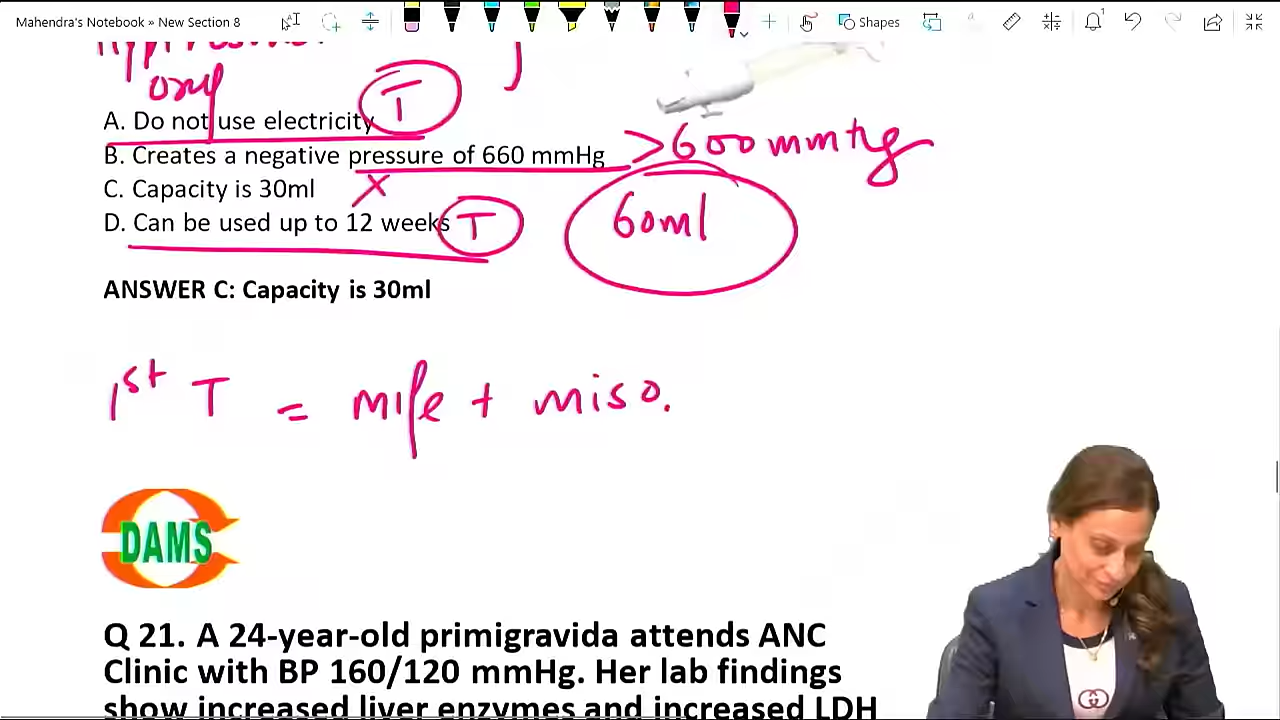 Mahendra's Notebook » New Section 8
Shapes
only
A. Do not use electricity T
B. Creates a negative pressure of 660 mmHg >600 mmHg
C. Capacity is 30ml X 60ml
D. Can be used up to 12 weeks T
ANSWER C: Capacity is 30ml
1st T = mife + miso.
DAMS
Q 21. A 24-year-old primigravida attends ANC
Clinic with BP 160/120 mmHg. Her lab findings
show increased liver enzymes and increased LDH